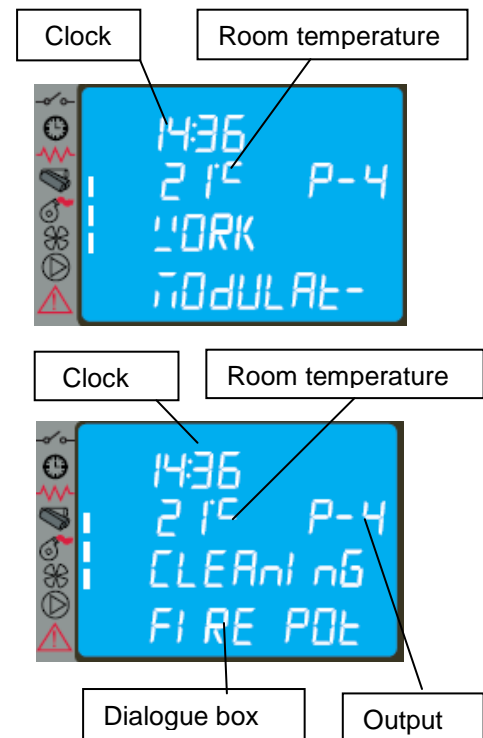 Clock Room temperature
14:36
21°C P-4
WORK
MOdULAt-
Clock Room temperature
14:36
21°C P-4
CLEAninG
FIRE POt
Dialogue box Output